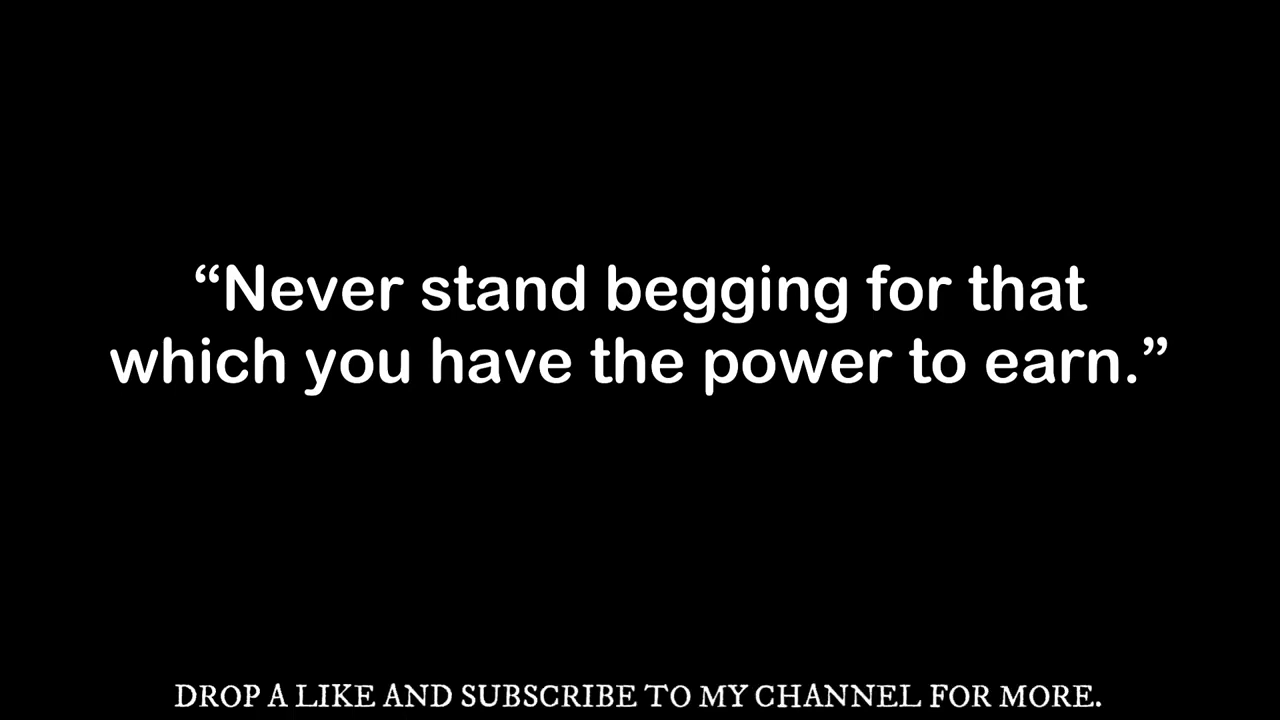 “Never stand begging for that
which you have the power to earn.”
DROP A LIKE AND SUBSCRIBE TO MY CHANNEL FOR MORE.